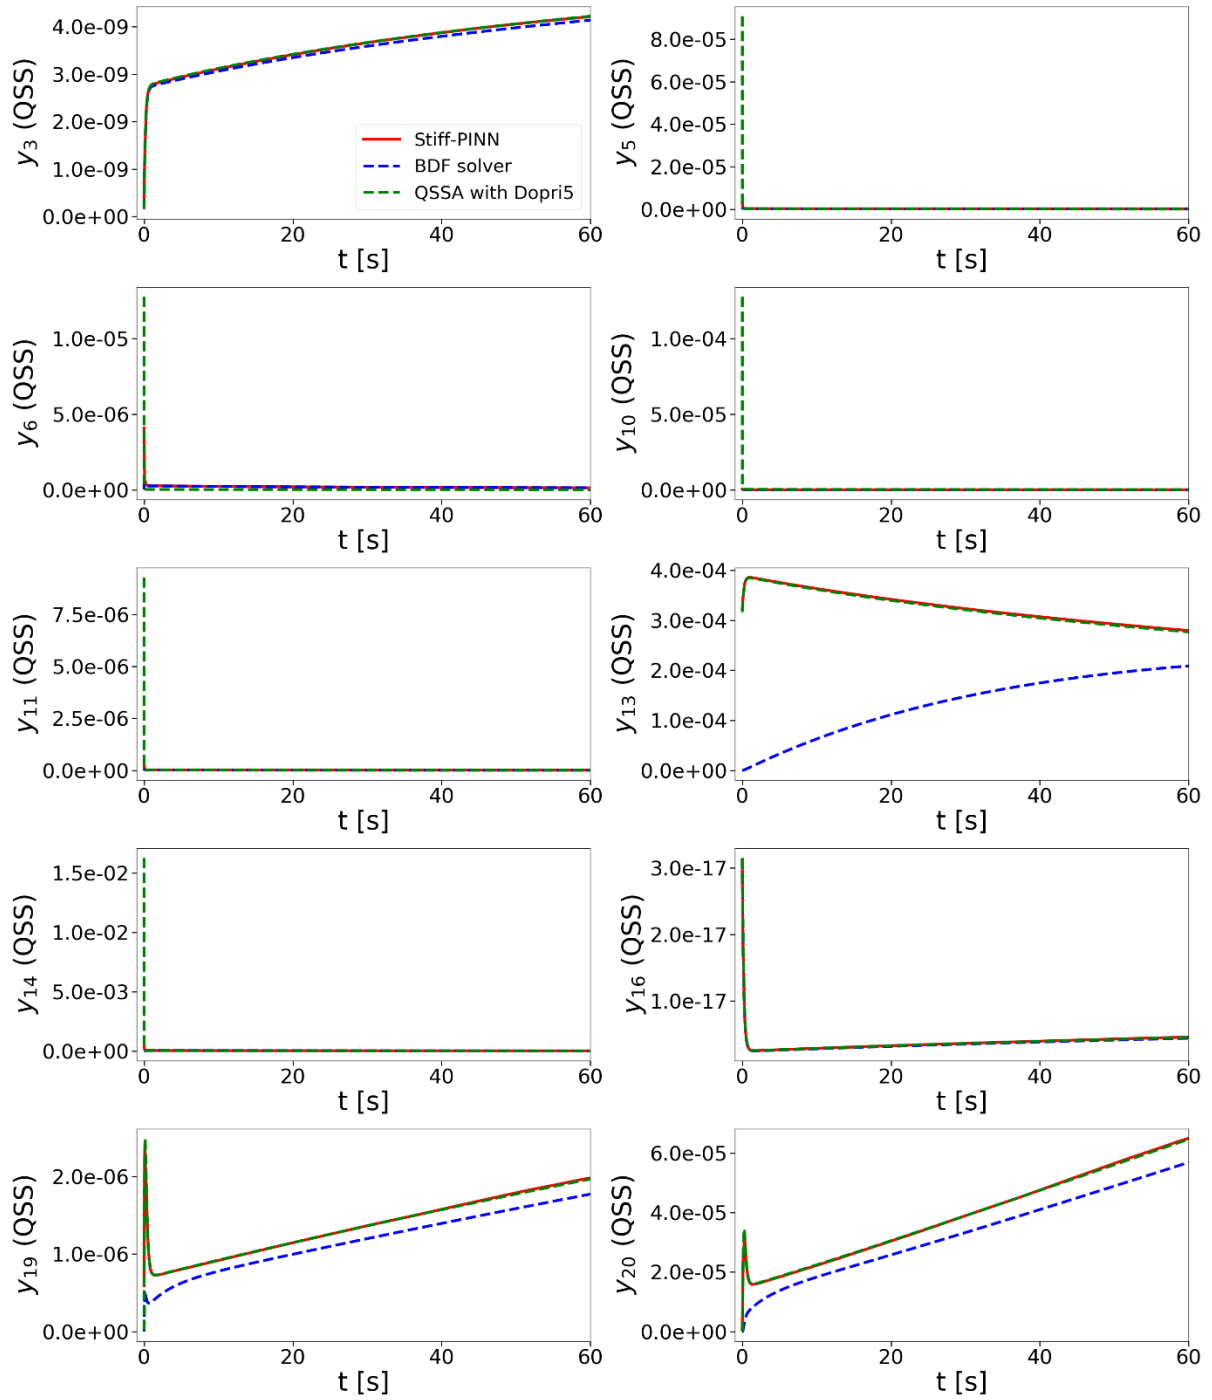 4.0e-09
3.0e-09
2.0e-09
1.0e-09
0.0e+00
y3 (QSS)
Stiff-PINN
BDF solver
QSSA with Dopri5
0 20 40 60
t [s]
8.0e-05
6.0e-05
4.0e-05
2.0e-05
0.0e+00
y5 (QSS)
0 20 40 60
t [s]
1.0e-05
5.0e-06
0.0e+00
y6 (QSS)
0 20 40 60
t [s]
1.0e-04
5.0e-05
0.0e+00
y10 (QSS)
0 20 40 60
t [s]
7.5e-06
5.0e-06
2.5e-06
0.0e+00
y11 (QSS)
0 20 40 60
t [s]
4.0e-04
3.0e-04
2.0e-04
1.0e-04
0.0e+00
y13 (QSS)
0 20 40 60
t [s]
1.5e-02
1.0e-02
5.0e-03
0.0e+00
y14 (QSS)
0 20 40 60
t [s]
3.0e-17
2.0e-17
1.0e-17
y16 (QSS)
0 20 40 60
t [s]
2.0e-06
1.0e-06
0.0e+00
y19 (QSS)
0 20 40 60
t [s]
6.0e-05
4.0e-05
2.0e-05
0.0e+00
y20 (QSS)
0 20 40 60
t [s]